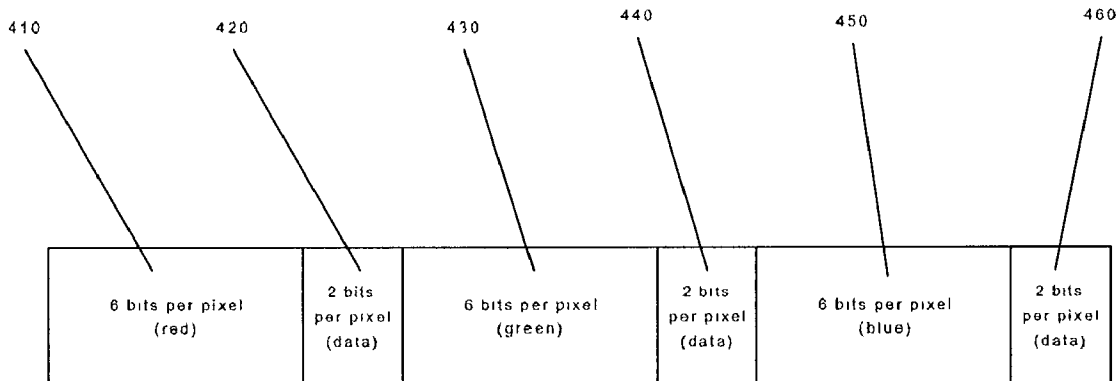 410
420
430
440
450
460
6 bits per pixel
(red)
2 bits
per pixel
(data)
6 bits per pixel
(green)
2 bits
per pixel
(data)
6 bits per pixel
(blue)
2 bits
per pixel
(data)